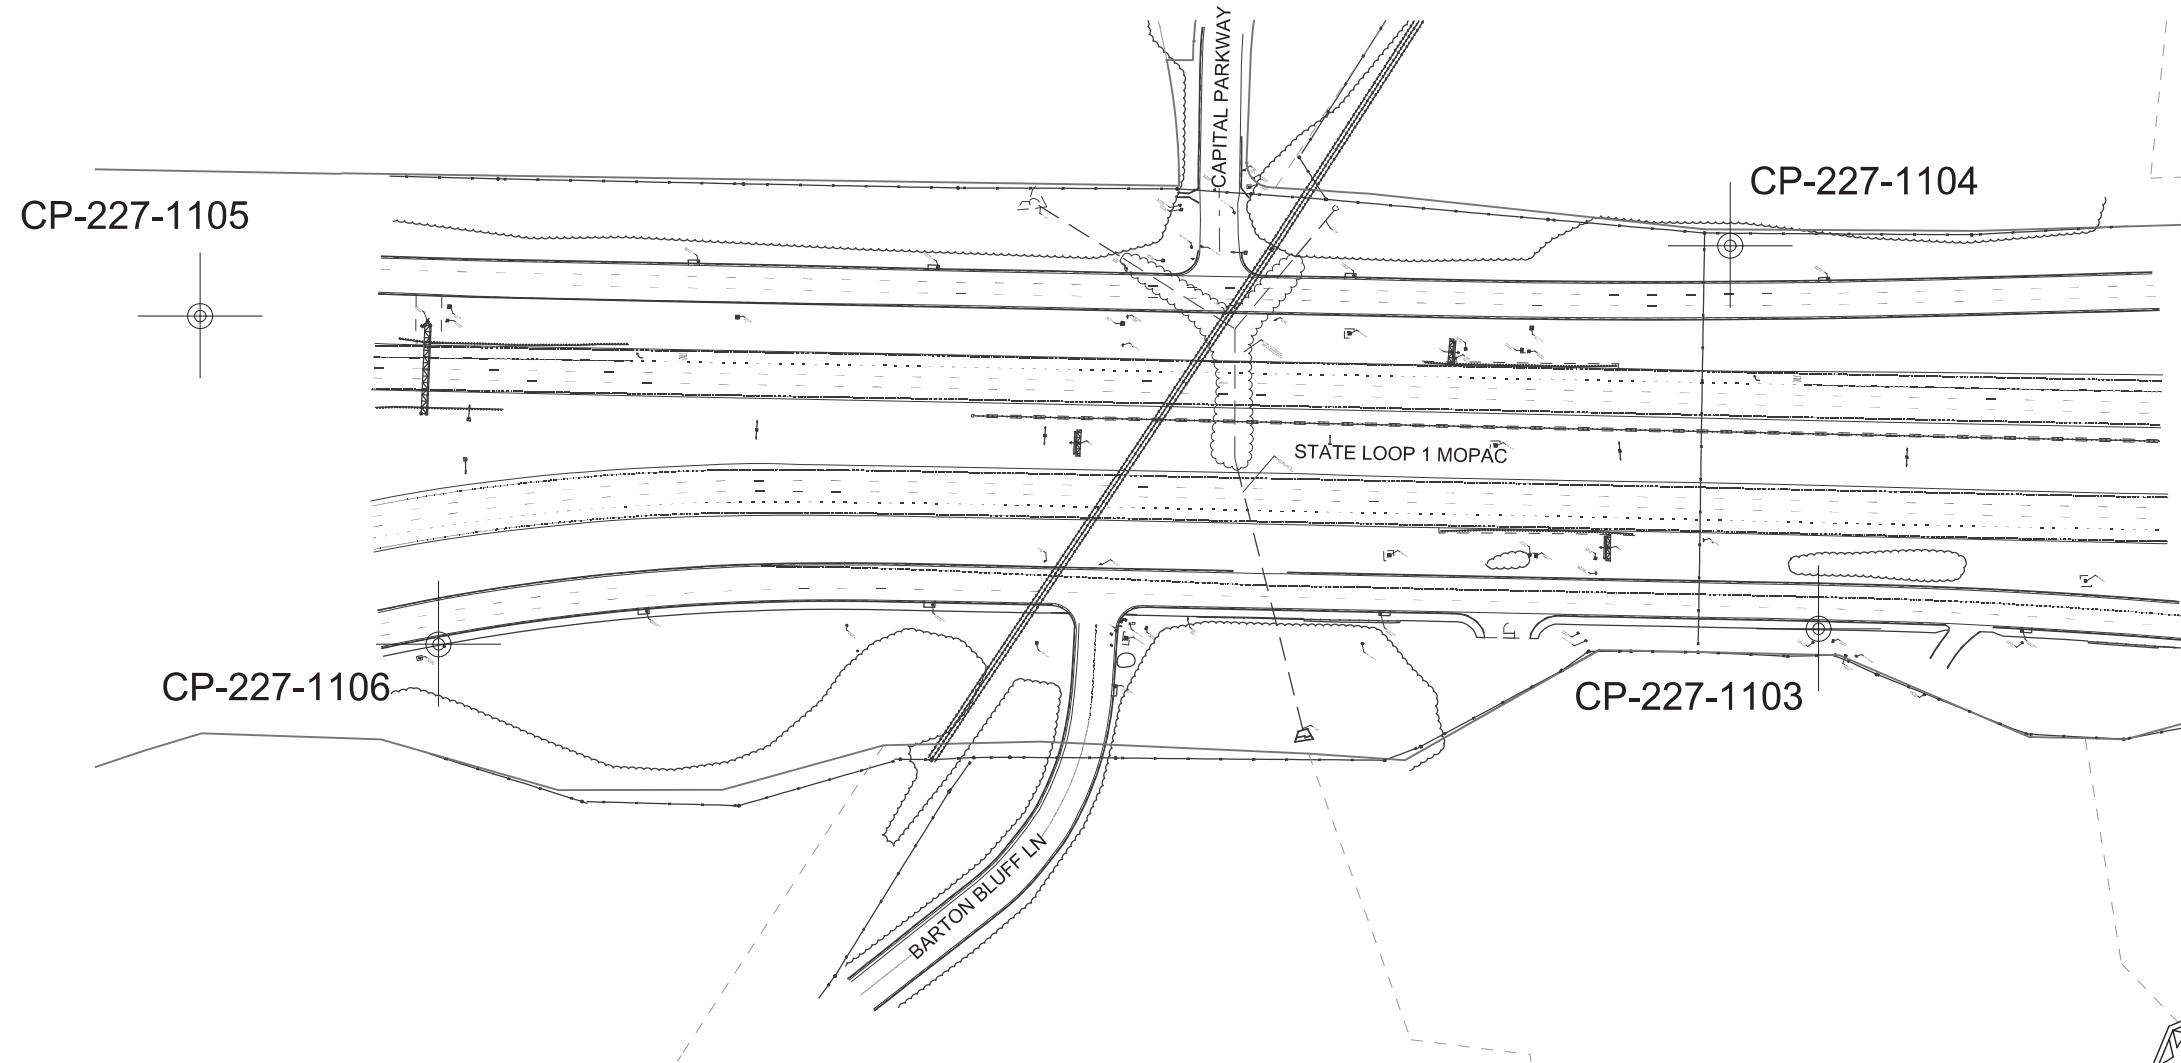 CAPITAL PARKWAY
CP-227-1104
CP-227-1105
STATE LOOP 1 MOPAC
CP-227-1106
CP-227-1103
BARTON BLUFF LN